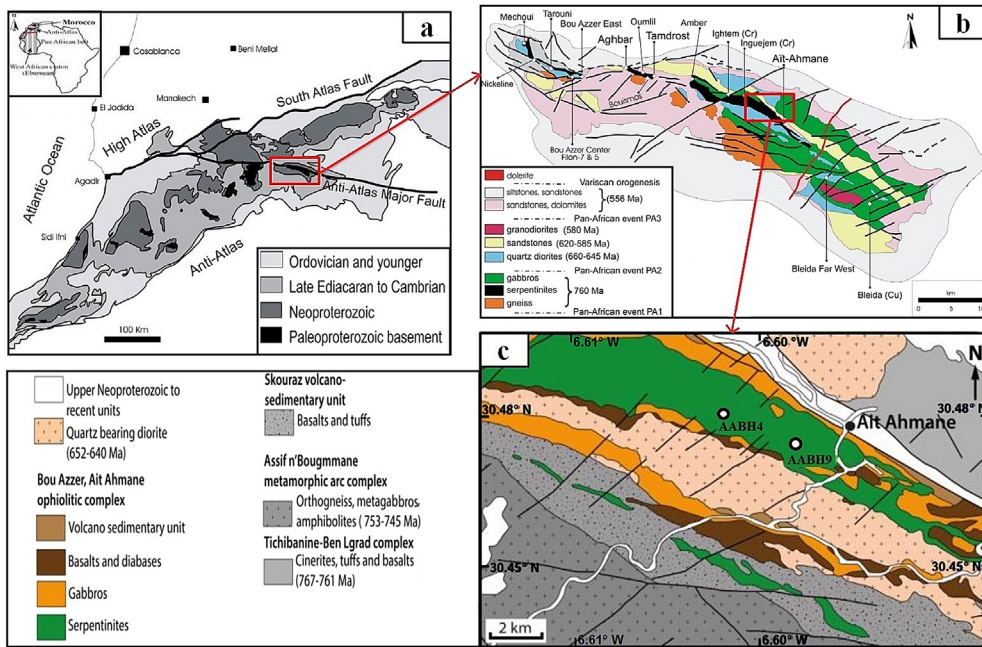 a
Morocco
Anti-Atlas
Pan African belt
West African craton
(Eburnean)
Casablanca
Beni Mellal
El Jadida
Marrakech
South Atlas Fault
High Atlas
Atlantic Ocean
Agadir
Anti-Atlas Major Fault
Sidi Ifni
Anti-Atlas
100 Km
Ordovician and younger
Late Ediacaran to Cambrian
Neoproterozoic
Paleoproterozoic basement
b
N
Mechoui
Tarouni
Bou Azzer East
Oumlil
Aghbar
Tamdrost
Amber
Ightem (Cr)
Inguejem (Cr)
Aït-Ahmane
Nickeline
Bouismas
Bou Azzer Center
Filon-7 & 5
Bleida Far West
Bleida (Cu)
km
0
dolerite
Variscan orogenesis
siltstones, sandstones
sandstones, dolomites
(556 Ma)
Pan-African event PA3
granodiorites (580 Ma)
sandstones (620-585 Ma)
quartz diorites (660-645 Ma)
Pan-African event PA2
gabbros
serpentinites
760 Ma
gneiss
Pan-African event PA1
Upper Neoproterozoic to
recent units
Quartz bearing diorite
(652-640 Ma)
Bou Azzer, Ait Ahmane
ophiolitic complex
Volcano sedimentary unit
Basalts and diabases
Gabbros
Serpentinites
Skouraz volcano-
sedimentary unit
Basalts and tuffs
Assif n'Bougmmane
metamorphic arc complex
Orthogneiss, metagabbros,
amphibolites ( 753-745 Ma)
Tichibanine-Ben Lgrad complex
Cinerites, tuffs and basalts
(767-761 Ma)
c
6.61° W
6.60° W
N
30.48° N
30.48° N
AABH4
AABH9
Ait Ahmane
30.45° N
30.45° N
2 km
6.61° W
6.60° W